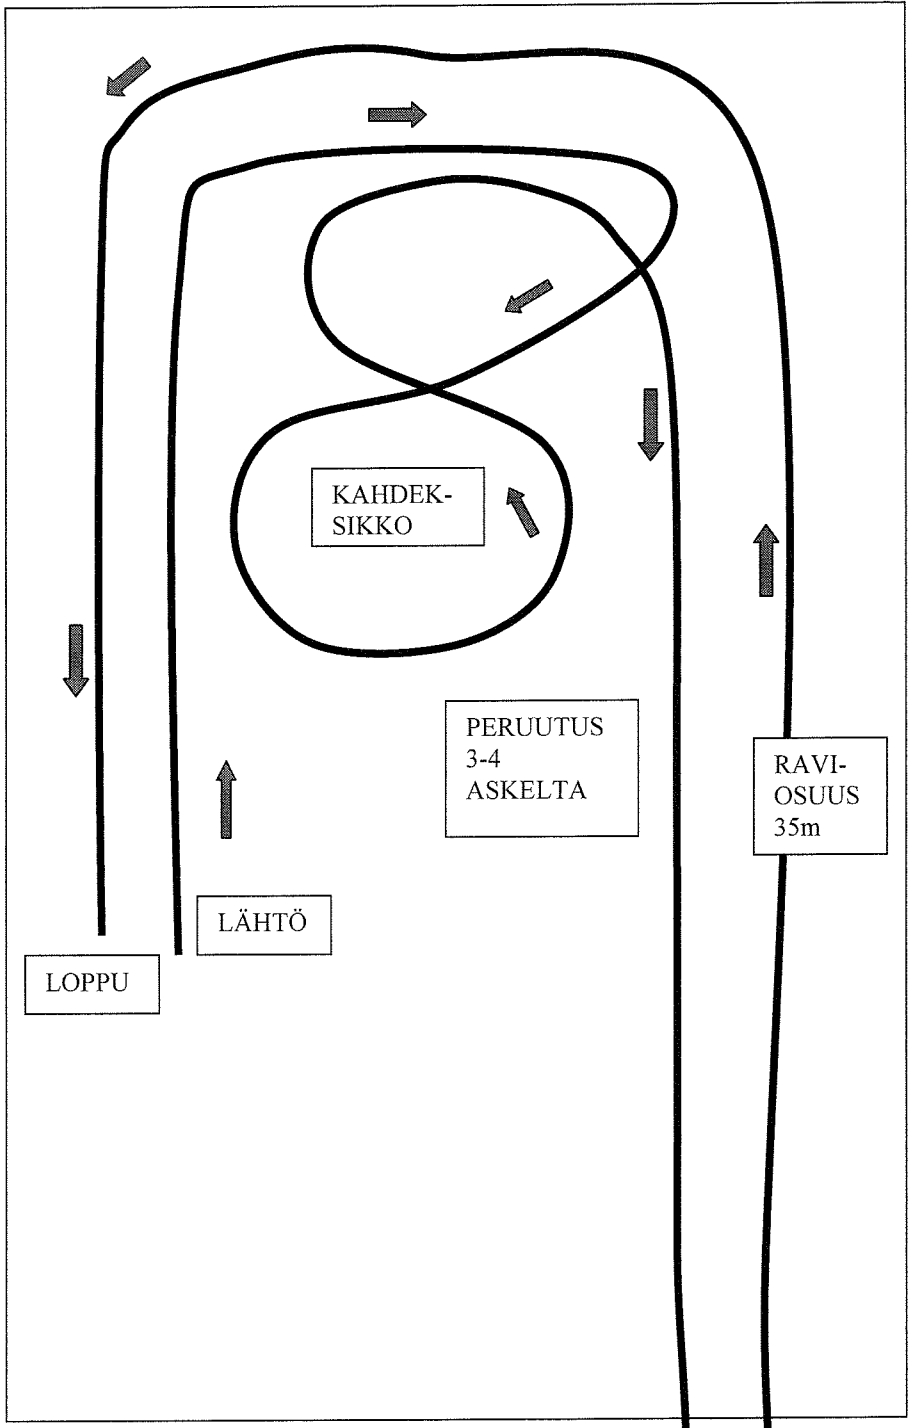 KAHDEK-
SIKKO
PERUUTUS
3-4
ASKELTA
RAVI-
OSUUS
35m
LÄHTÖ
LOPPU